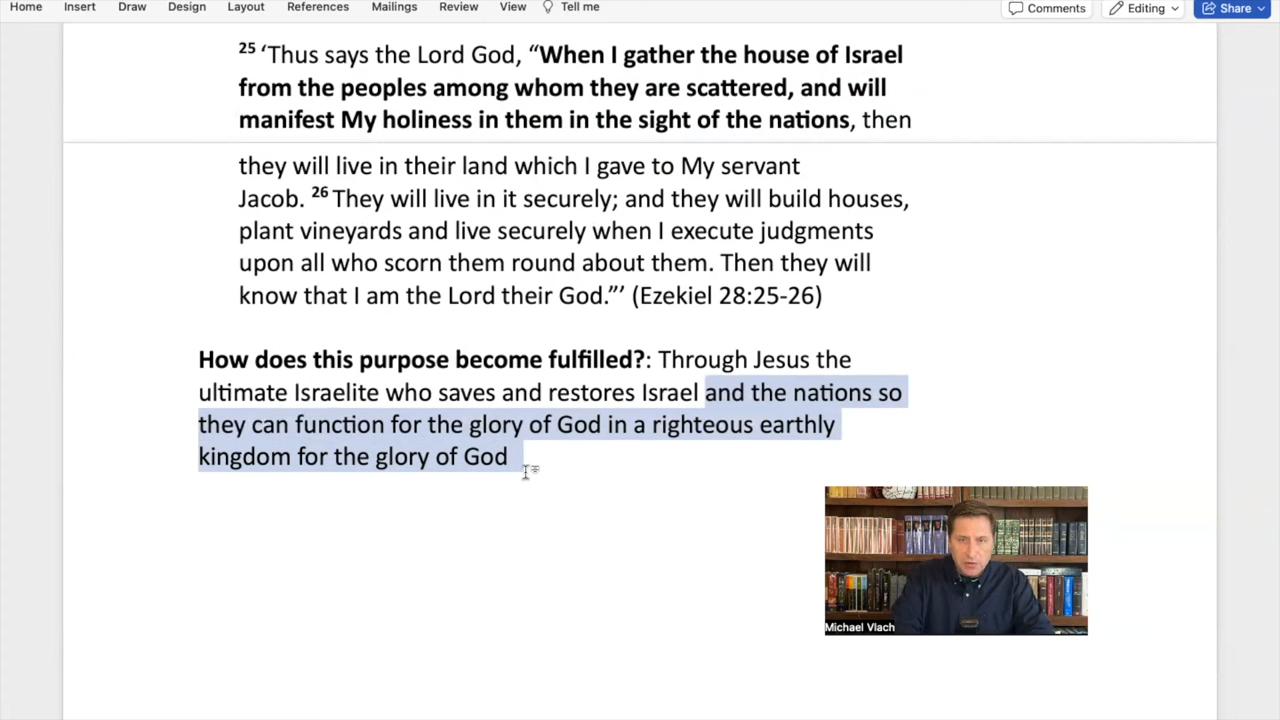 Home Insert Draw Design Layout References Mailings Review View Tell me Comments Editing Share
25 ‘Thus says the Lord God, “When I gather the house of Israel
from the peoples among whom they are scattered, and will
manifest My holiness in them in the sight of the nations, then
they will live in their land which I gave to My servant
Jacob. 26 They will live in it securely; and they will build houses,
plant vineyards and live securely when I execute judgments
upon all who scorn them round about them. Then they will
know that I am the Lord their God.”’ (Ezekiel 28:25-26)
How does this purpose become fulfilled?: Through Jesus the
ultimate Israelite who saves and restores Israel and the nations so
they can function for the glory of God in a righteous earthly
kingdom for the glory of God
Michael Vlach